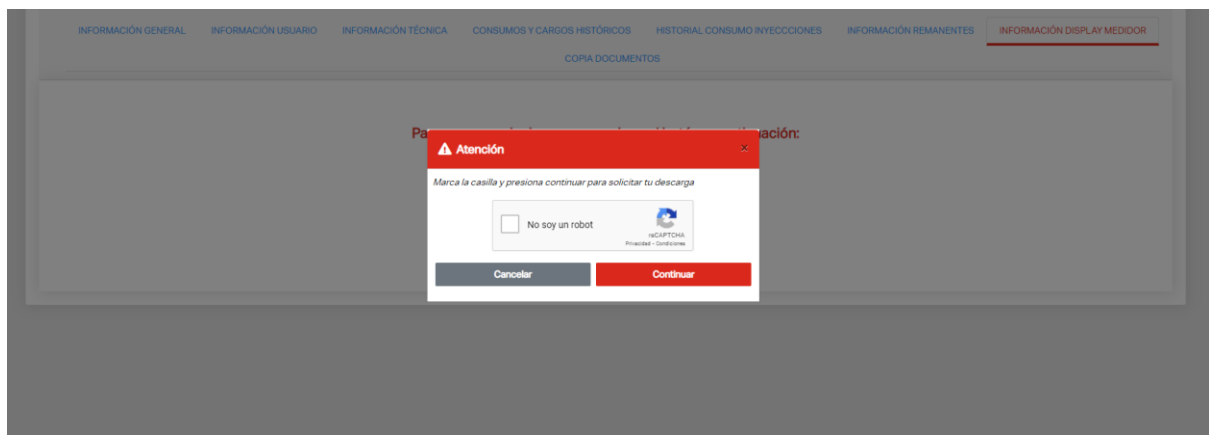 INFORMACIÓN GENERAL INFORMACIÓN USUARIO INFORMACIÓN TÉCNICA CONSUMOS Y CARGOS HISTÓRICOS HISTORIAL CONSUMO INYECCCIONES INFORMACIÓN REMANENTES INFORMACIÓN DISPLAY MEDIDOR
COPIA DOCUMENTOS
Atención ×
Marca la casilla y presiona continuar para solicitar tu descarga
No soy un robot
reCAPTCHA
Privacidad - Condiciones
Cancelar Continuar